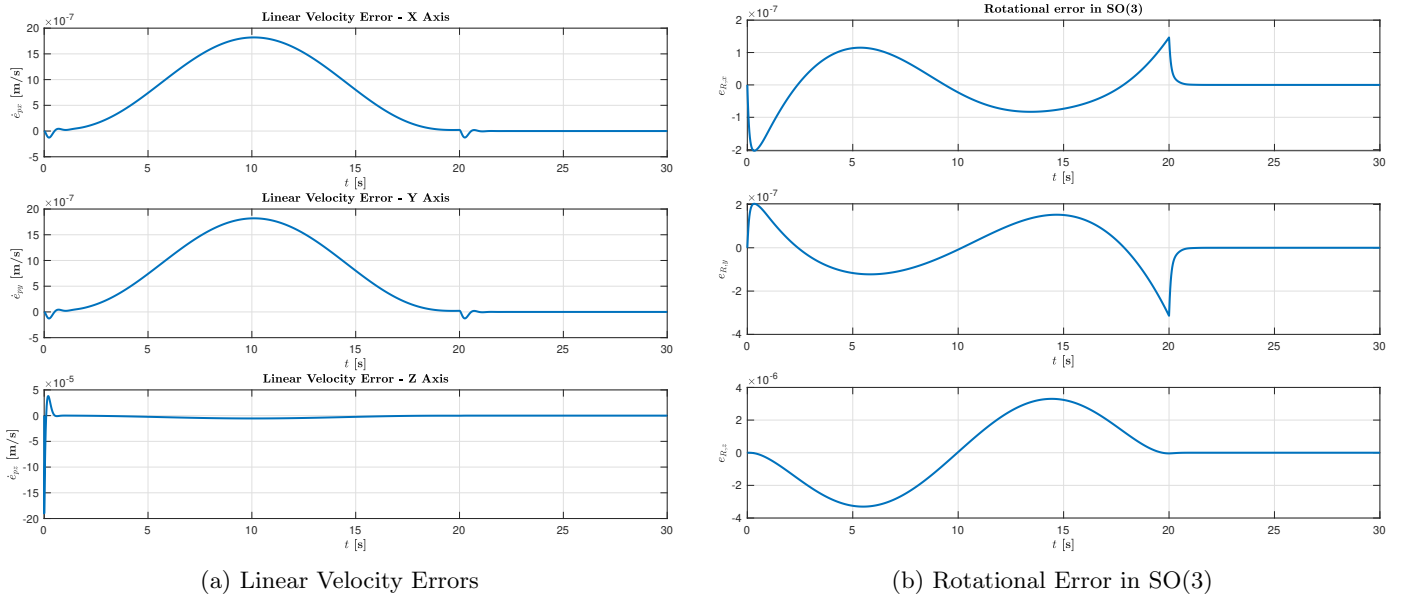 Linear Velocity Error - X Axis
×10⁻⁷
20
15
10
5
0
-5
ė_px [m/s]
0 5 10 15 20 25 30
t [s]
Linear Velocity Error - Y Axis
×10⁻⁷
20
15
10
5
0
-5
ė_py [m/s]
0 5 10 15 20 25 30
t [s]
Linear Velocity Error - Z Axis
×10⁻⁵
5
0
-5
-10
-15
-20
ė_pz [m/s]
0 5 10 15 20 25 30
t [s]
(a) Linear Velocity Errors
Rotational error in SO(3)
×10⁻⁷
2
1
0
-1
-2
e_R,x
0 5 10 15 20 25 30
t [s]
×10⁻⁷
2
0
-2
-4
e_R,y
0 5 10 15 20 25 30
t [s]
×10⁻⁶
4
2
0
-2
-4
e_R,z
0 5 10 15 20 25 30
t [s]
(b) Rotational Error in SO(3)